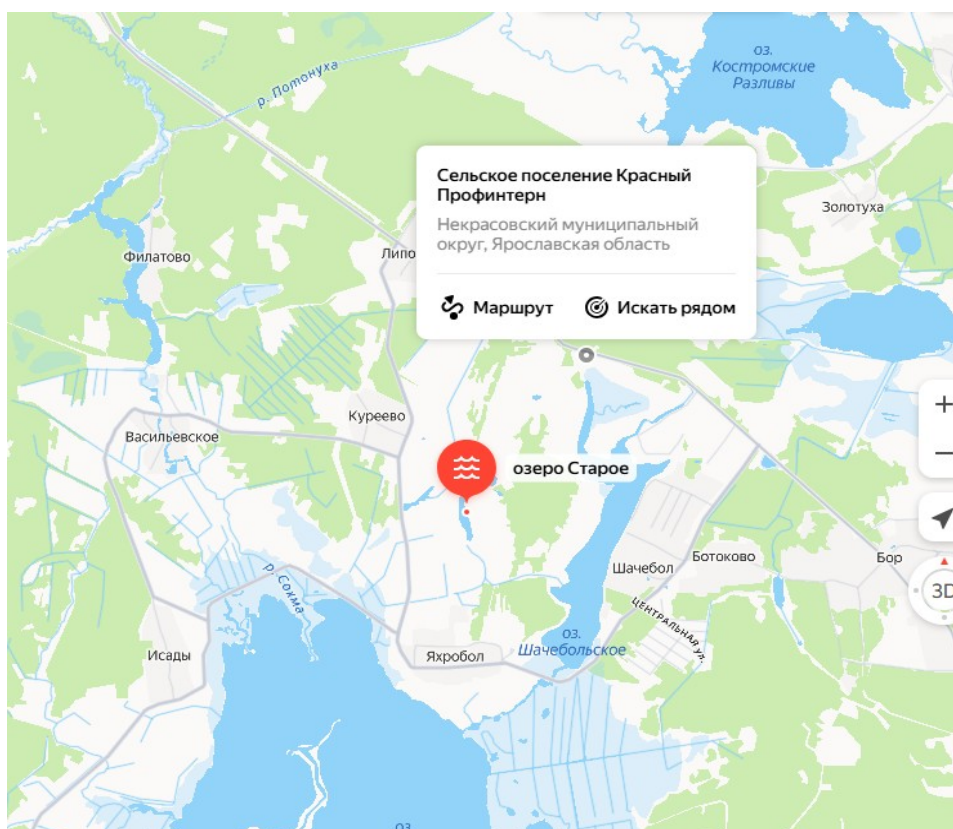 оз.
Костромские
Разливы
р. Потонуха
Сельское поселение Красный
Профинтерн
Некрасовский муниципальный
округ, Ярославская область
Маршрут
Искать рядом
Золотуха
Филатово
Липо
Куреево
Васильевское
озеро Старое
Шачебол
Ботоково
Бор
3D
р. Сохма
ЦЕНТРАЛЬНАЯ УЛ.
оз.
Шачебольское
Яхробол
Исады
оз.